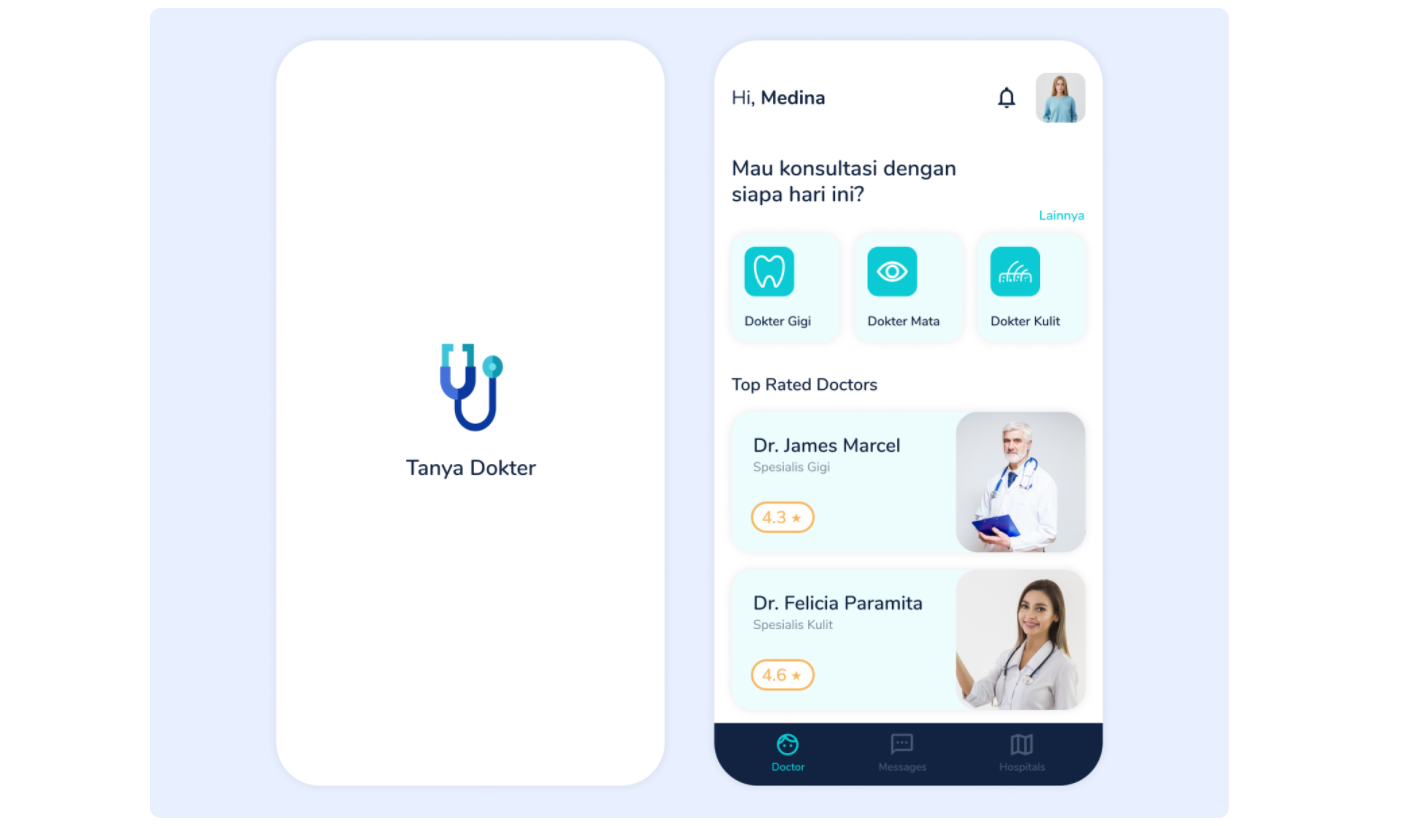 Tanya Dokter
Hi, Medina
Mau konsultasi dengan
siapa hari ini?
Lainnya
Dokter Gigi
Dokter Mata
Dokter Kulit
Top Rated Doctors
Dr. James Marcel
Spesialis Gigi
4.3 ★
Dr. Felicia Paramita
Spesialis Kulit
4.6 ★
Doctor
Messages
Hospitals